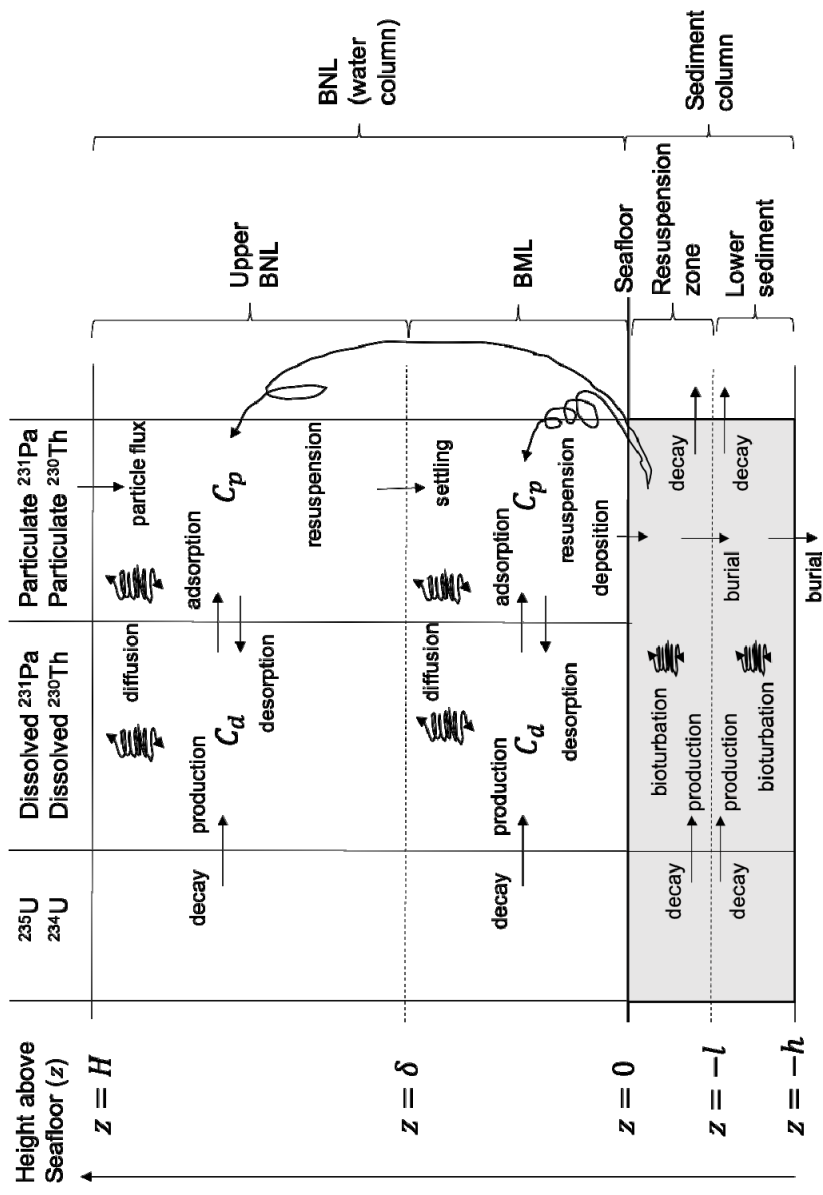 Height above
Seafloor (z)
²³⁵U
²³⁴U
Dissolved ²³¹Pa
Dissolved ²³⁰Th
Particulate ²³¹Pa
Particulate ²³⁰Th
z = H
diffusion
particle flux
decay
production
C_d
adsorption
desorption
C_p
resuspension
Upper
BNL
BNL
(water
column)
z = δ
diffusion
settling
decay
production
C_d
adsorption
desorption
C_p
resuspension
deposition
BML
z = 0
Seafloor
bioturbation
decay
production
decay
Resuspension
zone
Sediment
column
z = −l
decay
production
burial
decay
bioturbation
Lower
sediment
z = −h
burial